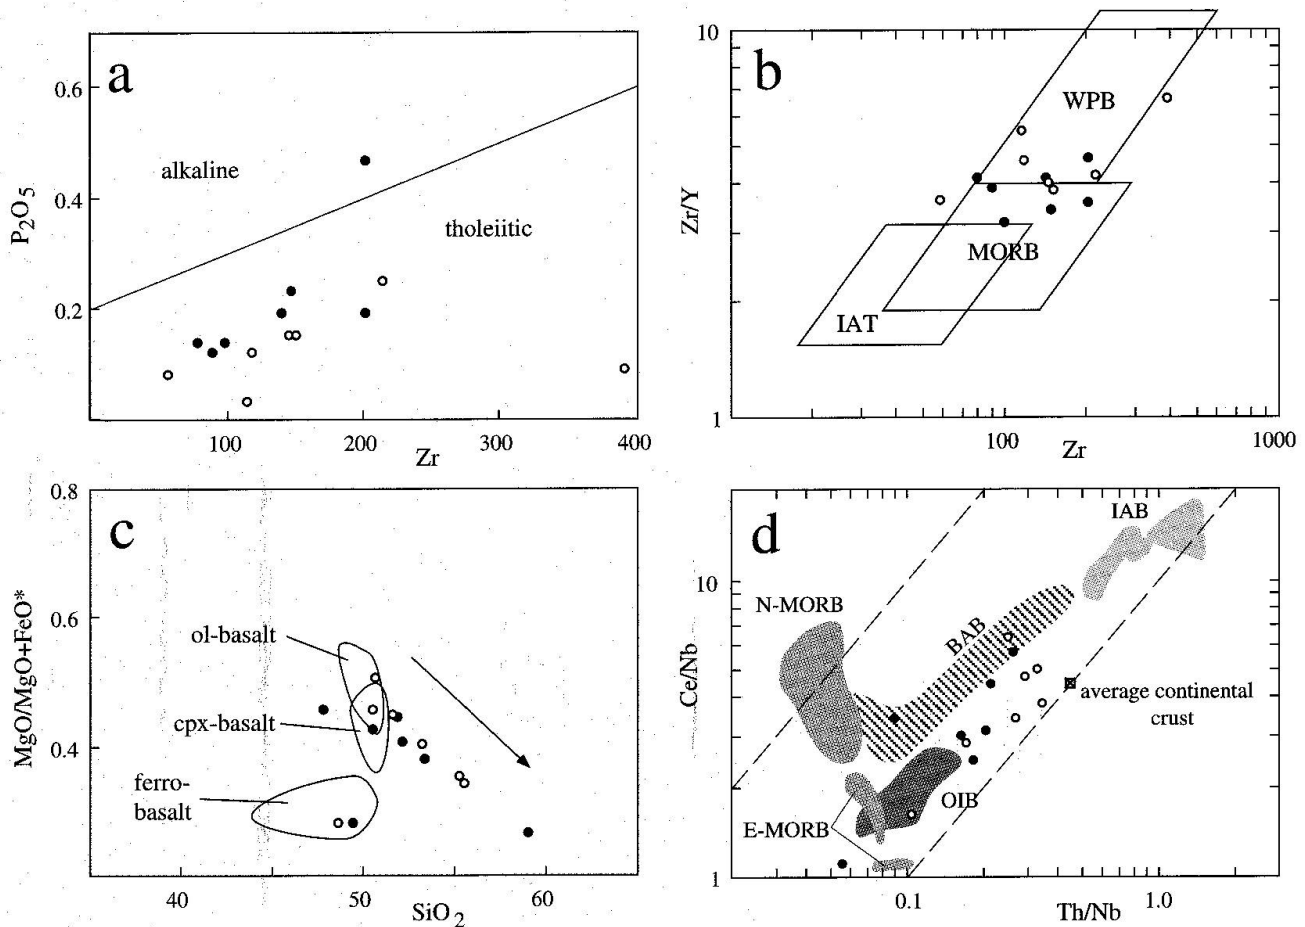 a
0.6
0.4
0.2
P2O5
alkaline
tholeiitic
100
200
300
400
Zr
b
10
1
Zr/Y
WPB
MORB
IAT
100
1000
Zr
c
0.8
0.6
0.4
MgO/MgO+FeO*
ol-basalt
cpx-basalt
ferro-
basalt
40
50
60
SiO2
d
10
1
Ce/Nb
IAB
N-MORB
BAB
average continental
crust
OIB
E-MORB
0.1
1.0
Th/Nb